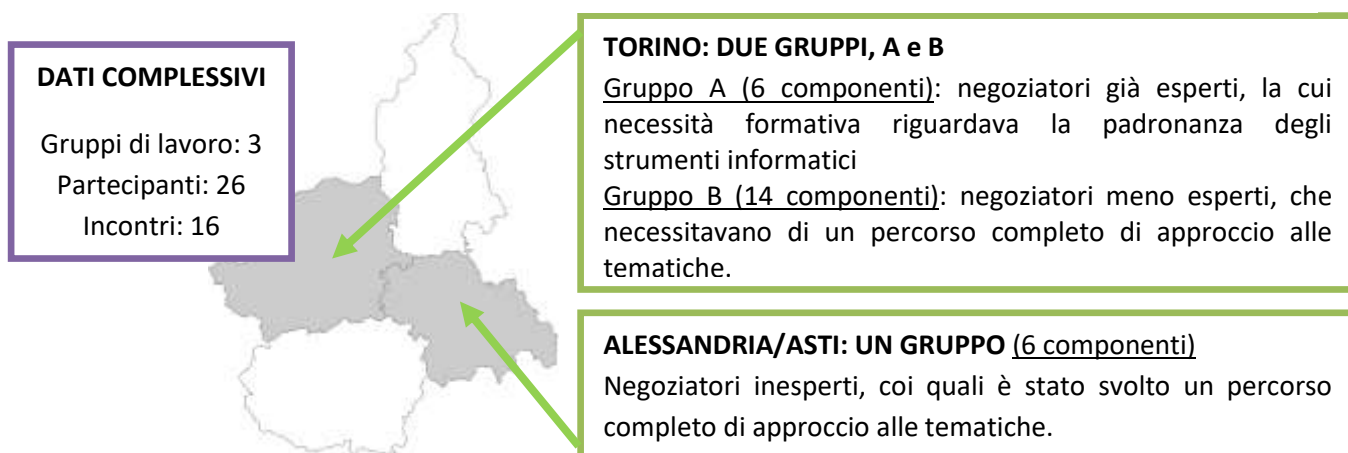 DATI COMPLESSIVI
Gruppi di lavoro: 3
Partecipanti: 26
Incontri: 16
TORINO: DUE GRUPPI, A e B
Gruppo A (6 componenti): negoziatori già esperti, la cui
necessità formativa riguardava la padronanza degli
strumenti informatici
Gruppo B (14 componenti): negoziatori meno esperti, che
necessitavano di un percorso completo di approccio alle
tematiche.
ALESSANDRIA/ASTI: UN GRUPPO (6 componenti)
Negoziatori inesperti, coi quali è stato svolto un percorso
completo di approccio alle tematiche.